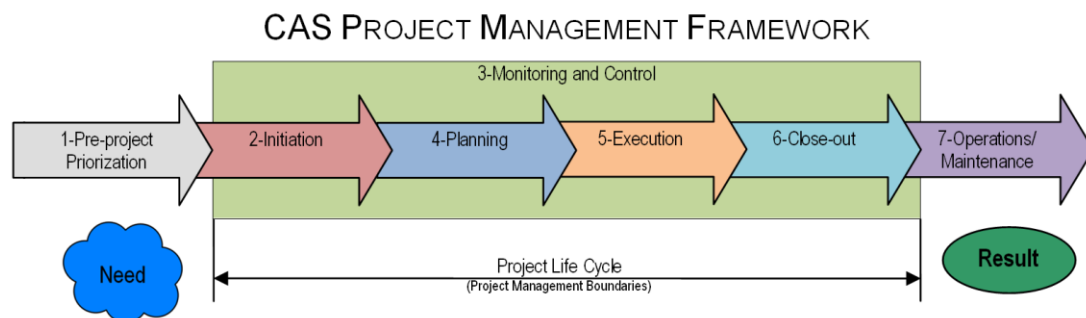 CAS PROJECT MANAGEMENT FRAMEWORK
3-Monitoring and Control
1-Pre-project
Priorization
2-Initiation
4-Planning
5-Execution
6-Close-out
7-Operations/
Maintenance
Need
Project Life Cycle
(Project Management Boundaries)
Result